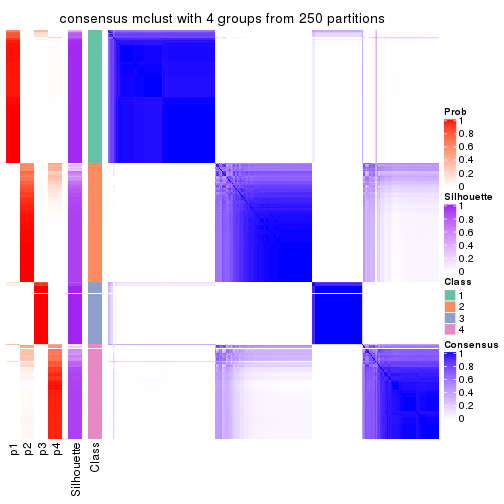 consensus mclust with 4 groups from 250 partitions
Prob
1
0.8
0.6
0.4
0.2
0
Silhouette
1
0.8
0.6
0.4
0.2
0
Class
1
2
3
4
Consensus
1
0.8
0.6
0.4
0.2
0
p1
p2
p3
p4
Silhouette
Class